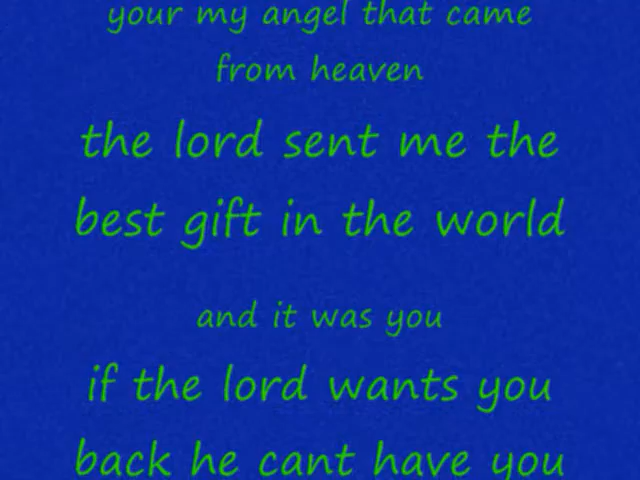 your my angel that came
from heaven
the lord sent me the
best gift in the world
and it was you
if the lord wants you
back he cant have you